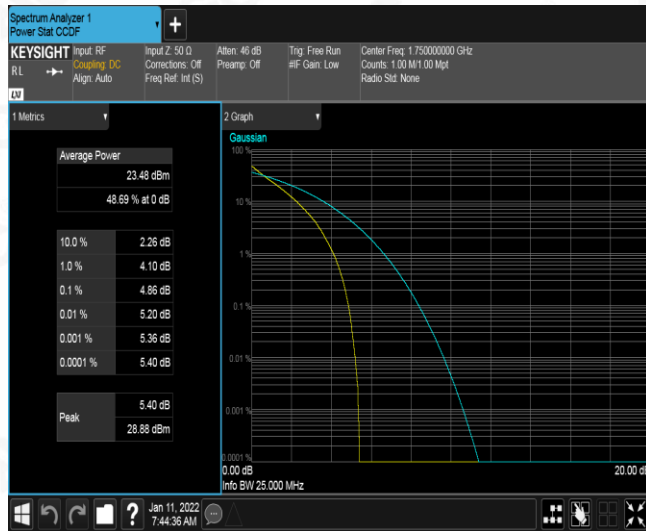 Spectrum Analyzer 1
Power Stat CCDF
+
KEYSIGHT
RL
LXI
Input: RF
Coupling: DC
Align: Auto
Input Z: 50 Ω
Corrections: Off
Freq Ref: Int (S)
Atten: 46 dB
Preamp: Off
Trig: Free Run
#IF Gain: Low
Center Freq: 1.750000000 GHz
Counts: 1.00 M/1.00 Mpt
Radio Std: None
1 Metrics
Average Power
23.48 dBm
48.69 % at 0 dB
10.0 % 2.26 dB
1.0 % 4.10 dB
0.1 % 4.86 dB
0.01 % 5.20 dB
0.001 % 5.36 dB
0.0001 % 5.40 dB
Peak
5.40 dB
28.88 dBm
2 Graph
Gaussian
100 %
10 %
1 %
0.1 %
0.01 %
0.001 %
0.0001 %
0.00 dB
20.00 dB
Info BW 25.000 MHz
?
Jan 11, 2022
7:44:36 AM